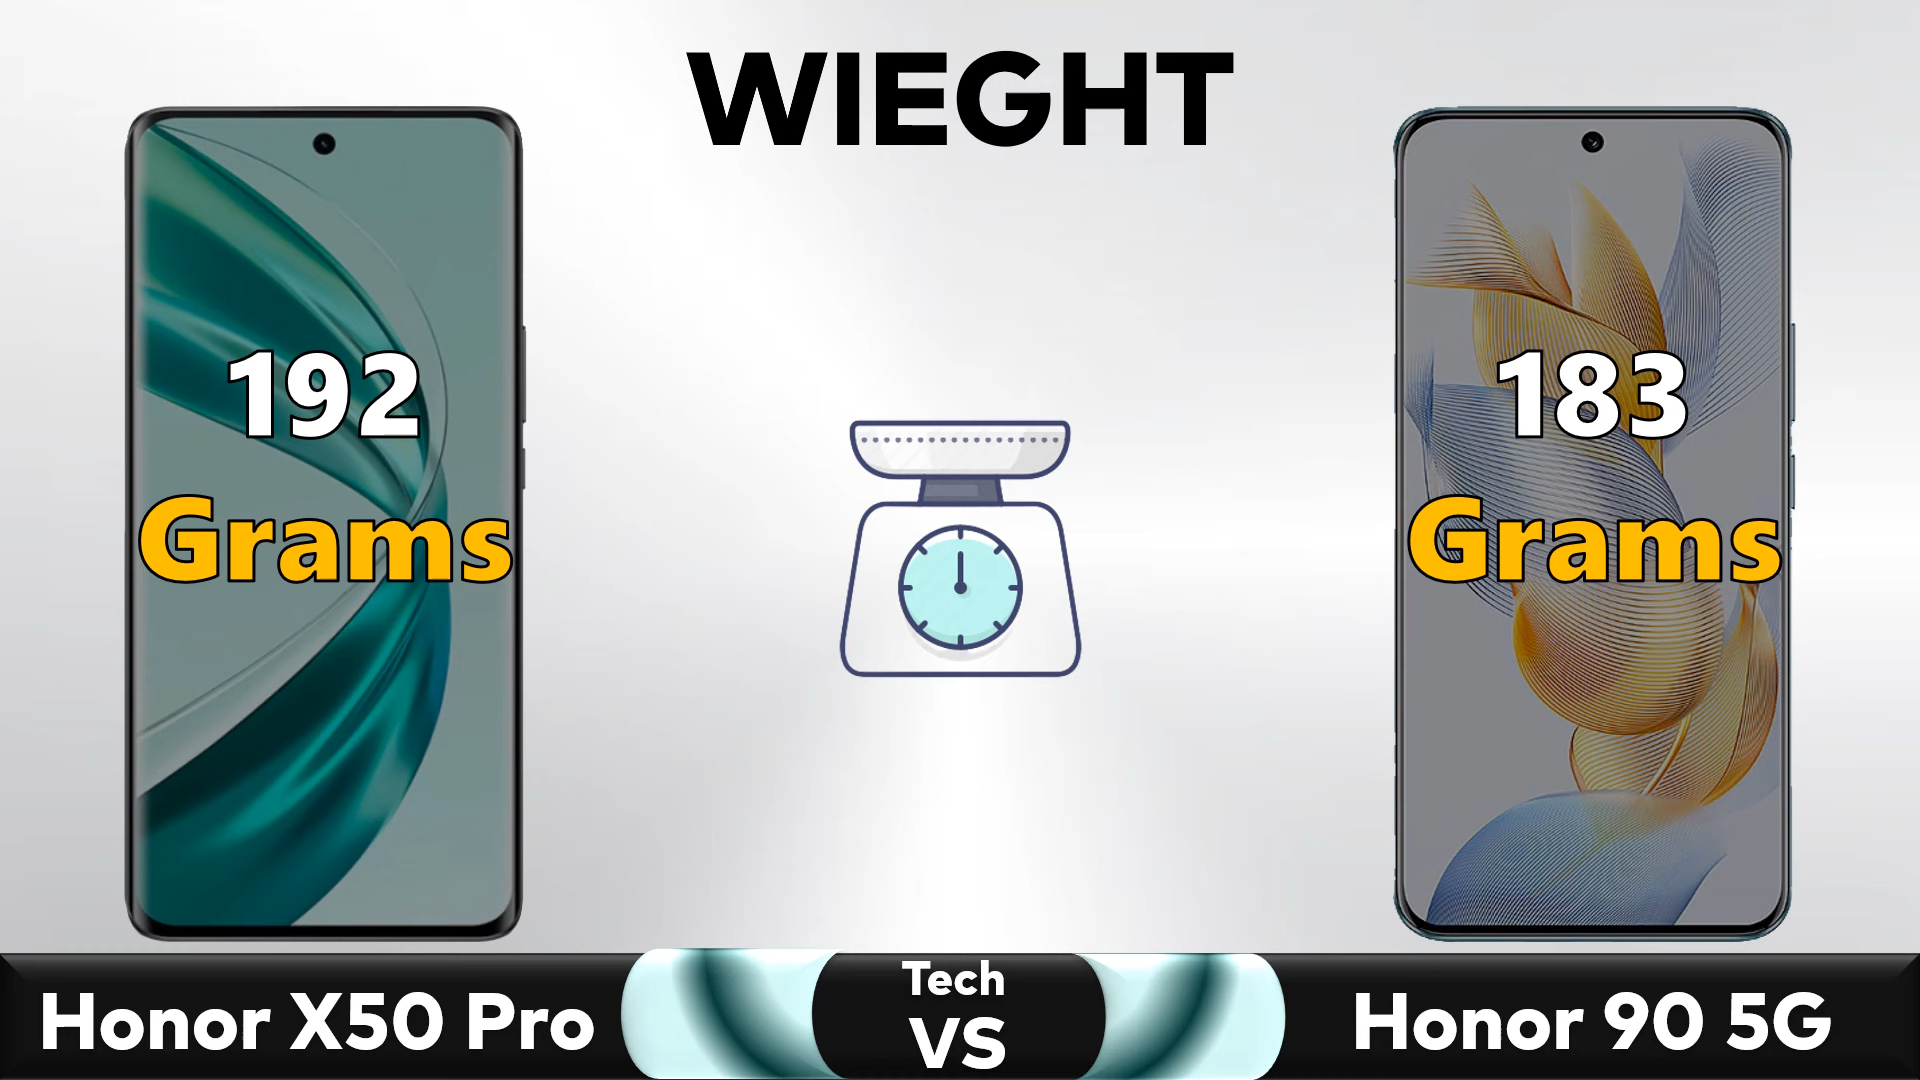 WIEGHT
192
Grams
183
Grams
Honor X50 Pro
Tech
VS
Honor 90 5G